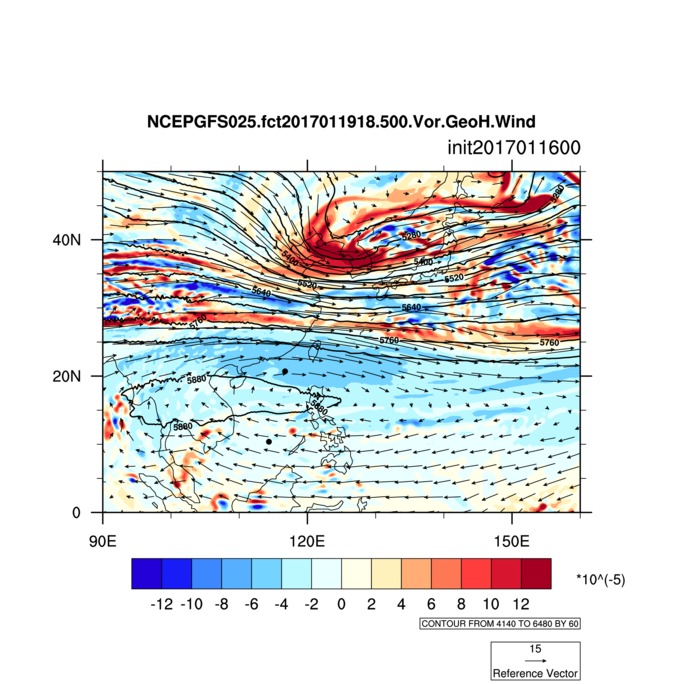 NCEPGFS025.fct2017011918.500.Vor.GeoH.Wind
init2017011600
5280
5280
40N
5400
5400
5520
5520
5640
5640
5760
5760
5760
20N
5880
5880
5880
0
90E 120E 150E
-12 -10 -8 -6 -4 -2 0 2 4 6 8 10 12
*10^(-5)
CONTOUR FROM 4140 TO 6480 BY 60
15
Reference Vector